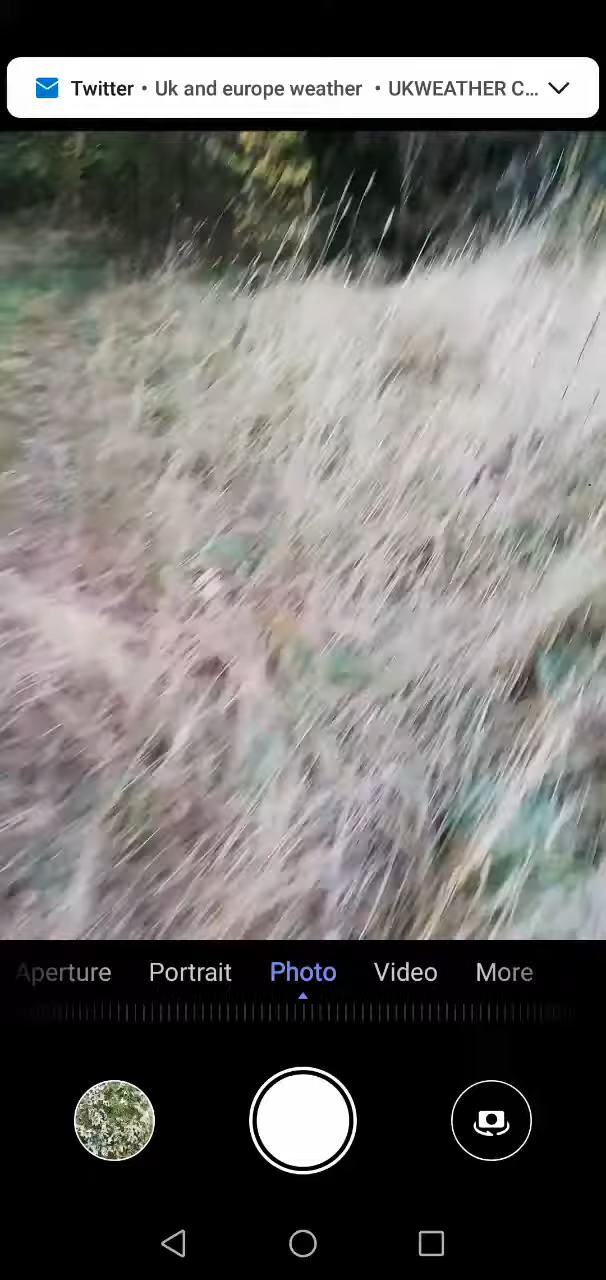 Twitter • Uk and europe weather • UKWEATHER C...
Aperture Portrait Photo Video More